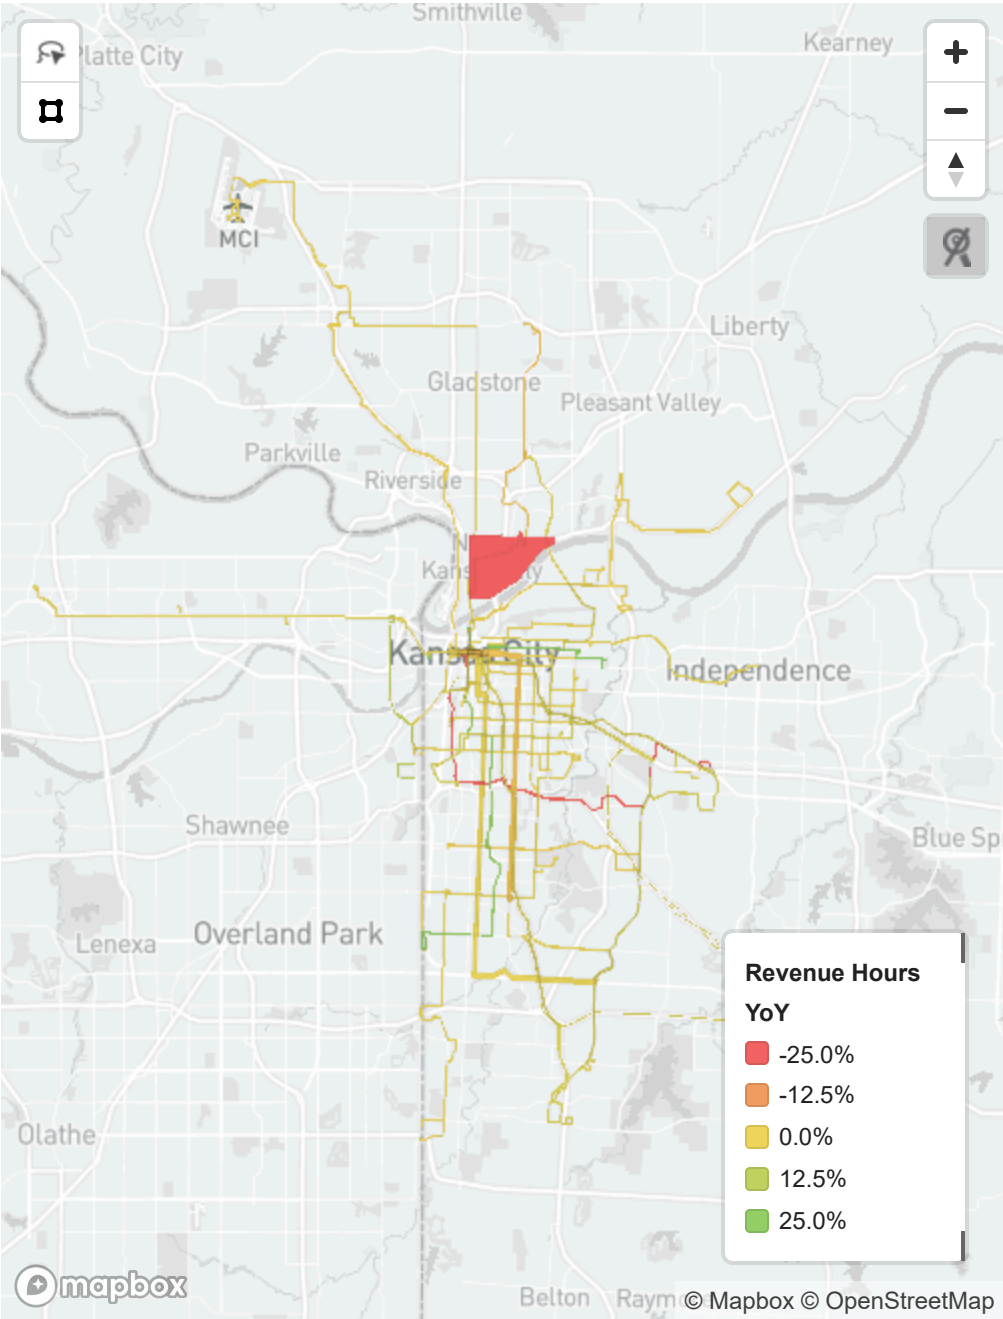 Smithville
Kearney
Platte City
MCI
Liberty
Gladstone
Pleasant Valley
Parkville
Riverside
Kansas City
Independence
Shawnee
Blue Sp
Overland Park
Lenexa
Revenue Hours
YoY
-25.0%
-12.5%
0.0%
12.5%
25.0%
Olathe
mapbox
Belton
Raym
© Mapbox © OpenStreetMap